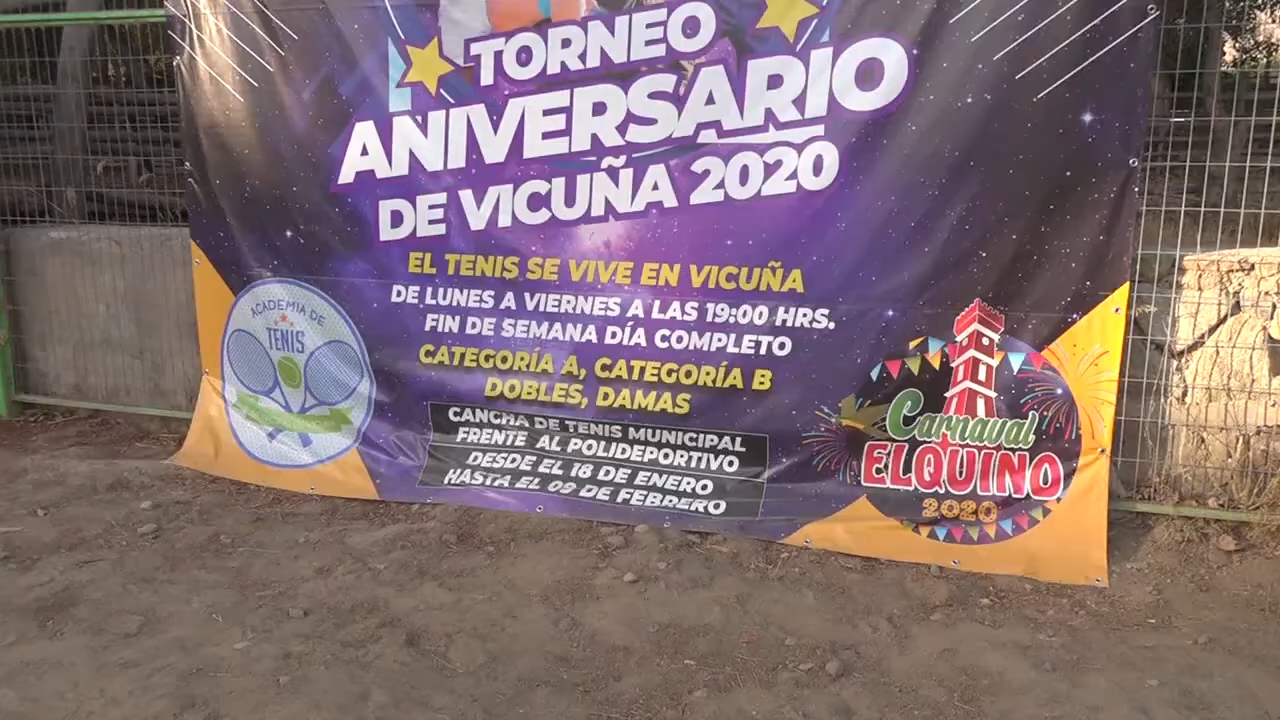 TORNEO
ANIVERSARIO
DE VICUÑA 2020
EL TENIS SE VIVE EN VICUÑA
DE LUNES A VIERNES A LAS 19:00 HRS.
FIN DE SEMANA DÍA COMPLETO
CATEGORÍA A, CATEGORÍA B
DOBLES, DAMAS
CANCHA DE TENIS MUNICIPAL
FRENTE AL POLIDEPORTIVO
DESDE EL 18 DE ENERO
HASTA EL 09 DE FEBRERO
ACADEMIA DE
TENIS
Carnaval
ELQUINO
2020